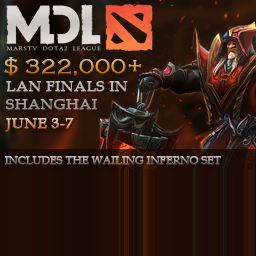 MDL
MARSTV DOTA2 LEAGUE
$ 322,000+
LAN FINALS IN
SHANGHAI
JUNE 3-7
INCLUDES THE WAILING INFERNO SET